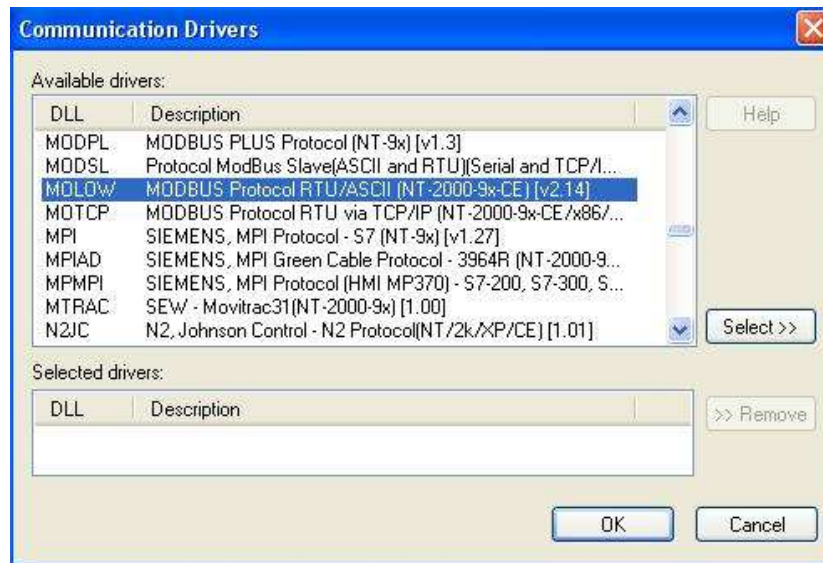 Communication Drivers
Available drivers:
DLL Description
Help
MODPL MODBUS PLUS Protocol (NT-9x) [v1.3]
MODSL Protocol ModBus Slave(ASCII and RTU)(Serial and TCP/I...
MOLOW MODBUS Protocol RTU/ASCII (NT-2000-9x-CE) [v2.14]
MOTCP MODBUS Protocol RTU via TCP/IP (NT-2000-9x-CE/x86/...
MPI SIEMENS, MPI Protocol - S7 (NT-9x) [v1.27]
MPIAD SIEMENS, MPI Green Cable Protocol - 3964R (NT-2000-9...
MPMPI SIEMENS, MPI Protocol (HMI MP370) - S7-200, S7-300, S...
MTRAC SEW - Movitrac31(NT-2000-9x) [1.00]
N2JC N2, Johnson Control - N2 Protocol(NT/2k/XP/CE) [1.01]
Select >>
Selected drivers:
DLL Description
>> Remove
OK Cancel